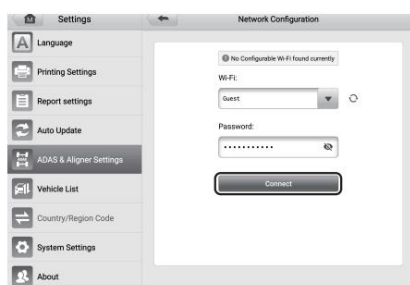 Settings
Network Configuration
Language
Printing Settings
Report settings
Auto Update
ADAS & Aligner Settings
Vehicle List
Country/Region Code
System Settings
About
No Configurable Wi-Fi found currently
Wi-Fi:
Guest
Password:
Connect